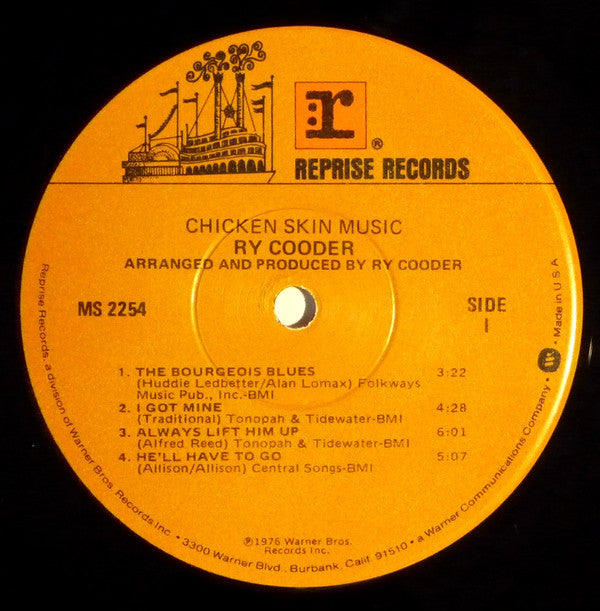 :r
®
REPRISE RECORDS
CHICKEN SKIN MUSIC
RY COODER
ARRANGED AND PRODUCED BY RY COODER
MS 2254
SIDE
I
1. THE BOURGEOIS BLUES 3:22
(Huddie Ledbetter/Alan Lomax) Folkways
Music Pub., Inc.-BMI
2. I GOT MINE 4:28
(Traditional) Tonopah & Tidewater-BMI
3. ALWAYS LIFT HIM UP 6:01
(Alfred Reed) Tonopah & Tidewater-BMI
4. HE'LL HAVE TO GO 5:07
(Allison/Allison) Central Songs-BMI
℗1976 Warner Bros.
Records Inc.
Reprise Records, a division of Warner Bros. Records Inc. • 3300 Warner Blvd., Burbank, Calif. 91510 • a Warner Communications Company • W • Made in U S A